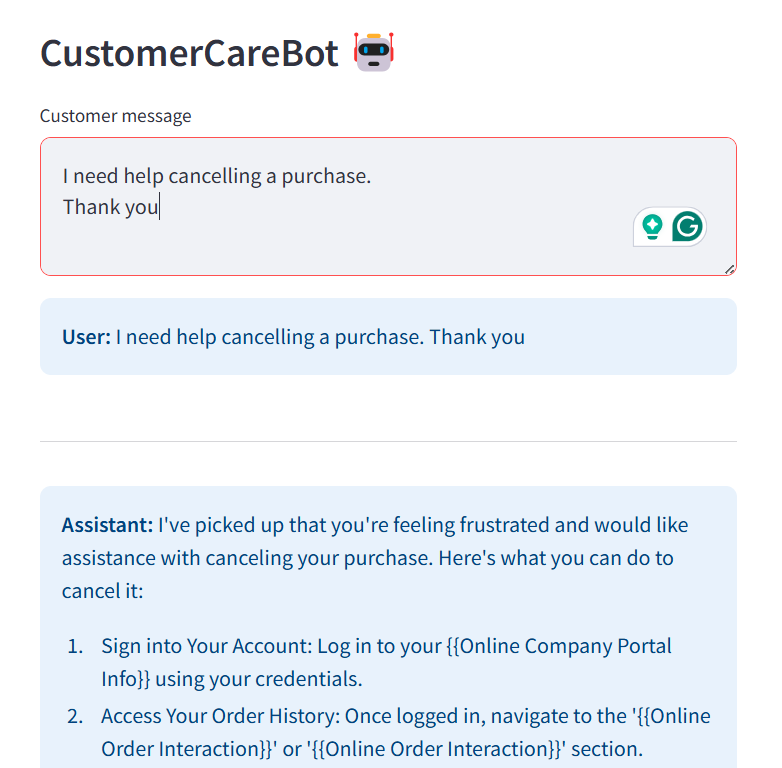 CustomerCareBot
Customer message
I need help cancelling a purchase.
Thank you
User: I need help cancelling a purchase. Thank you
Assistant: I've picked up that you're feeling frustrated and would like
assistance with canceling your purchase. Here's what you can do to
cancel it:
1. Sign into Your Account: Log in to your {{Online Company Portal
Info}} using your credentials.
2. Access Your Order History: Once logged in, navigate to the '{{Online
Order Interaction}}' or '{{Online Order Interaction}}' section.